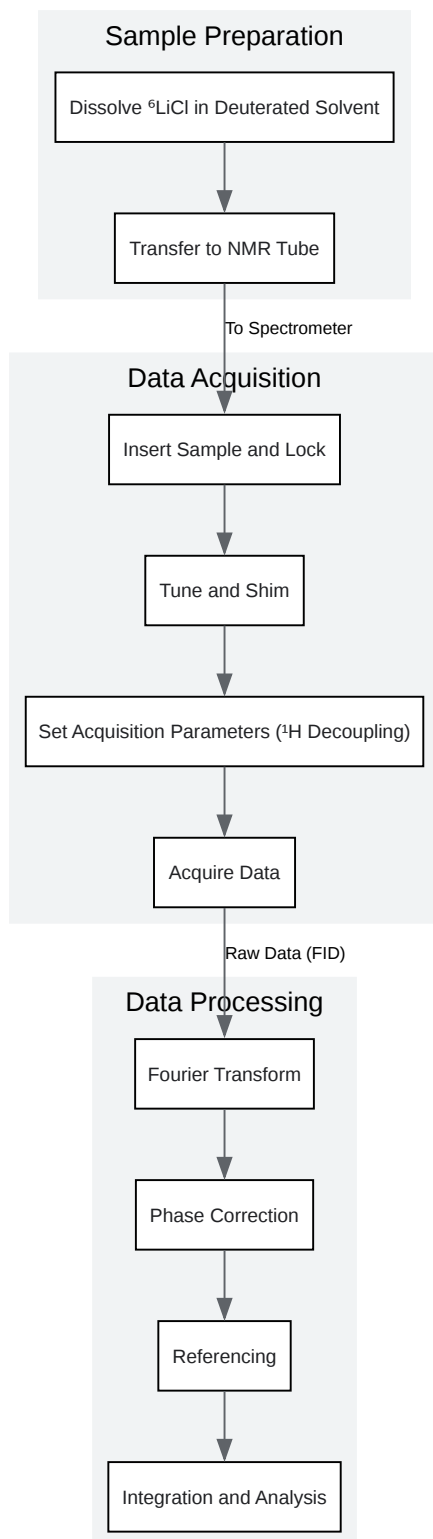 Sample Preparation
Dissolve ⁶LiCl in Deuterated Solvent
Transfer to NMR Tube
To Spectrometer
Data Acquisition
Insert Sample and Lock
Tune and Shim
Set Acquisition Parameters (¹H Decoupling)
Acquire Data
Raw Data (FID)
Data Processing
Fourier Transform
Phase Correction
Referencing
Integration and Analysis